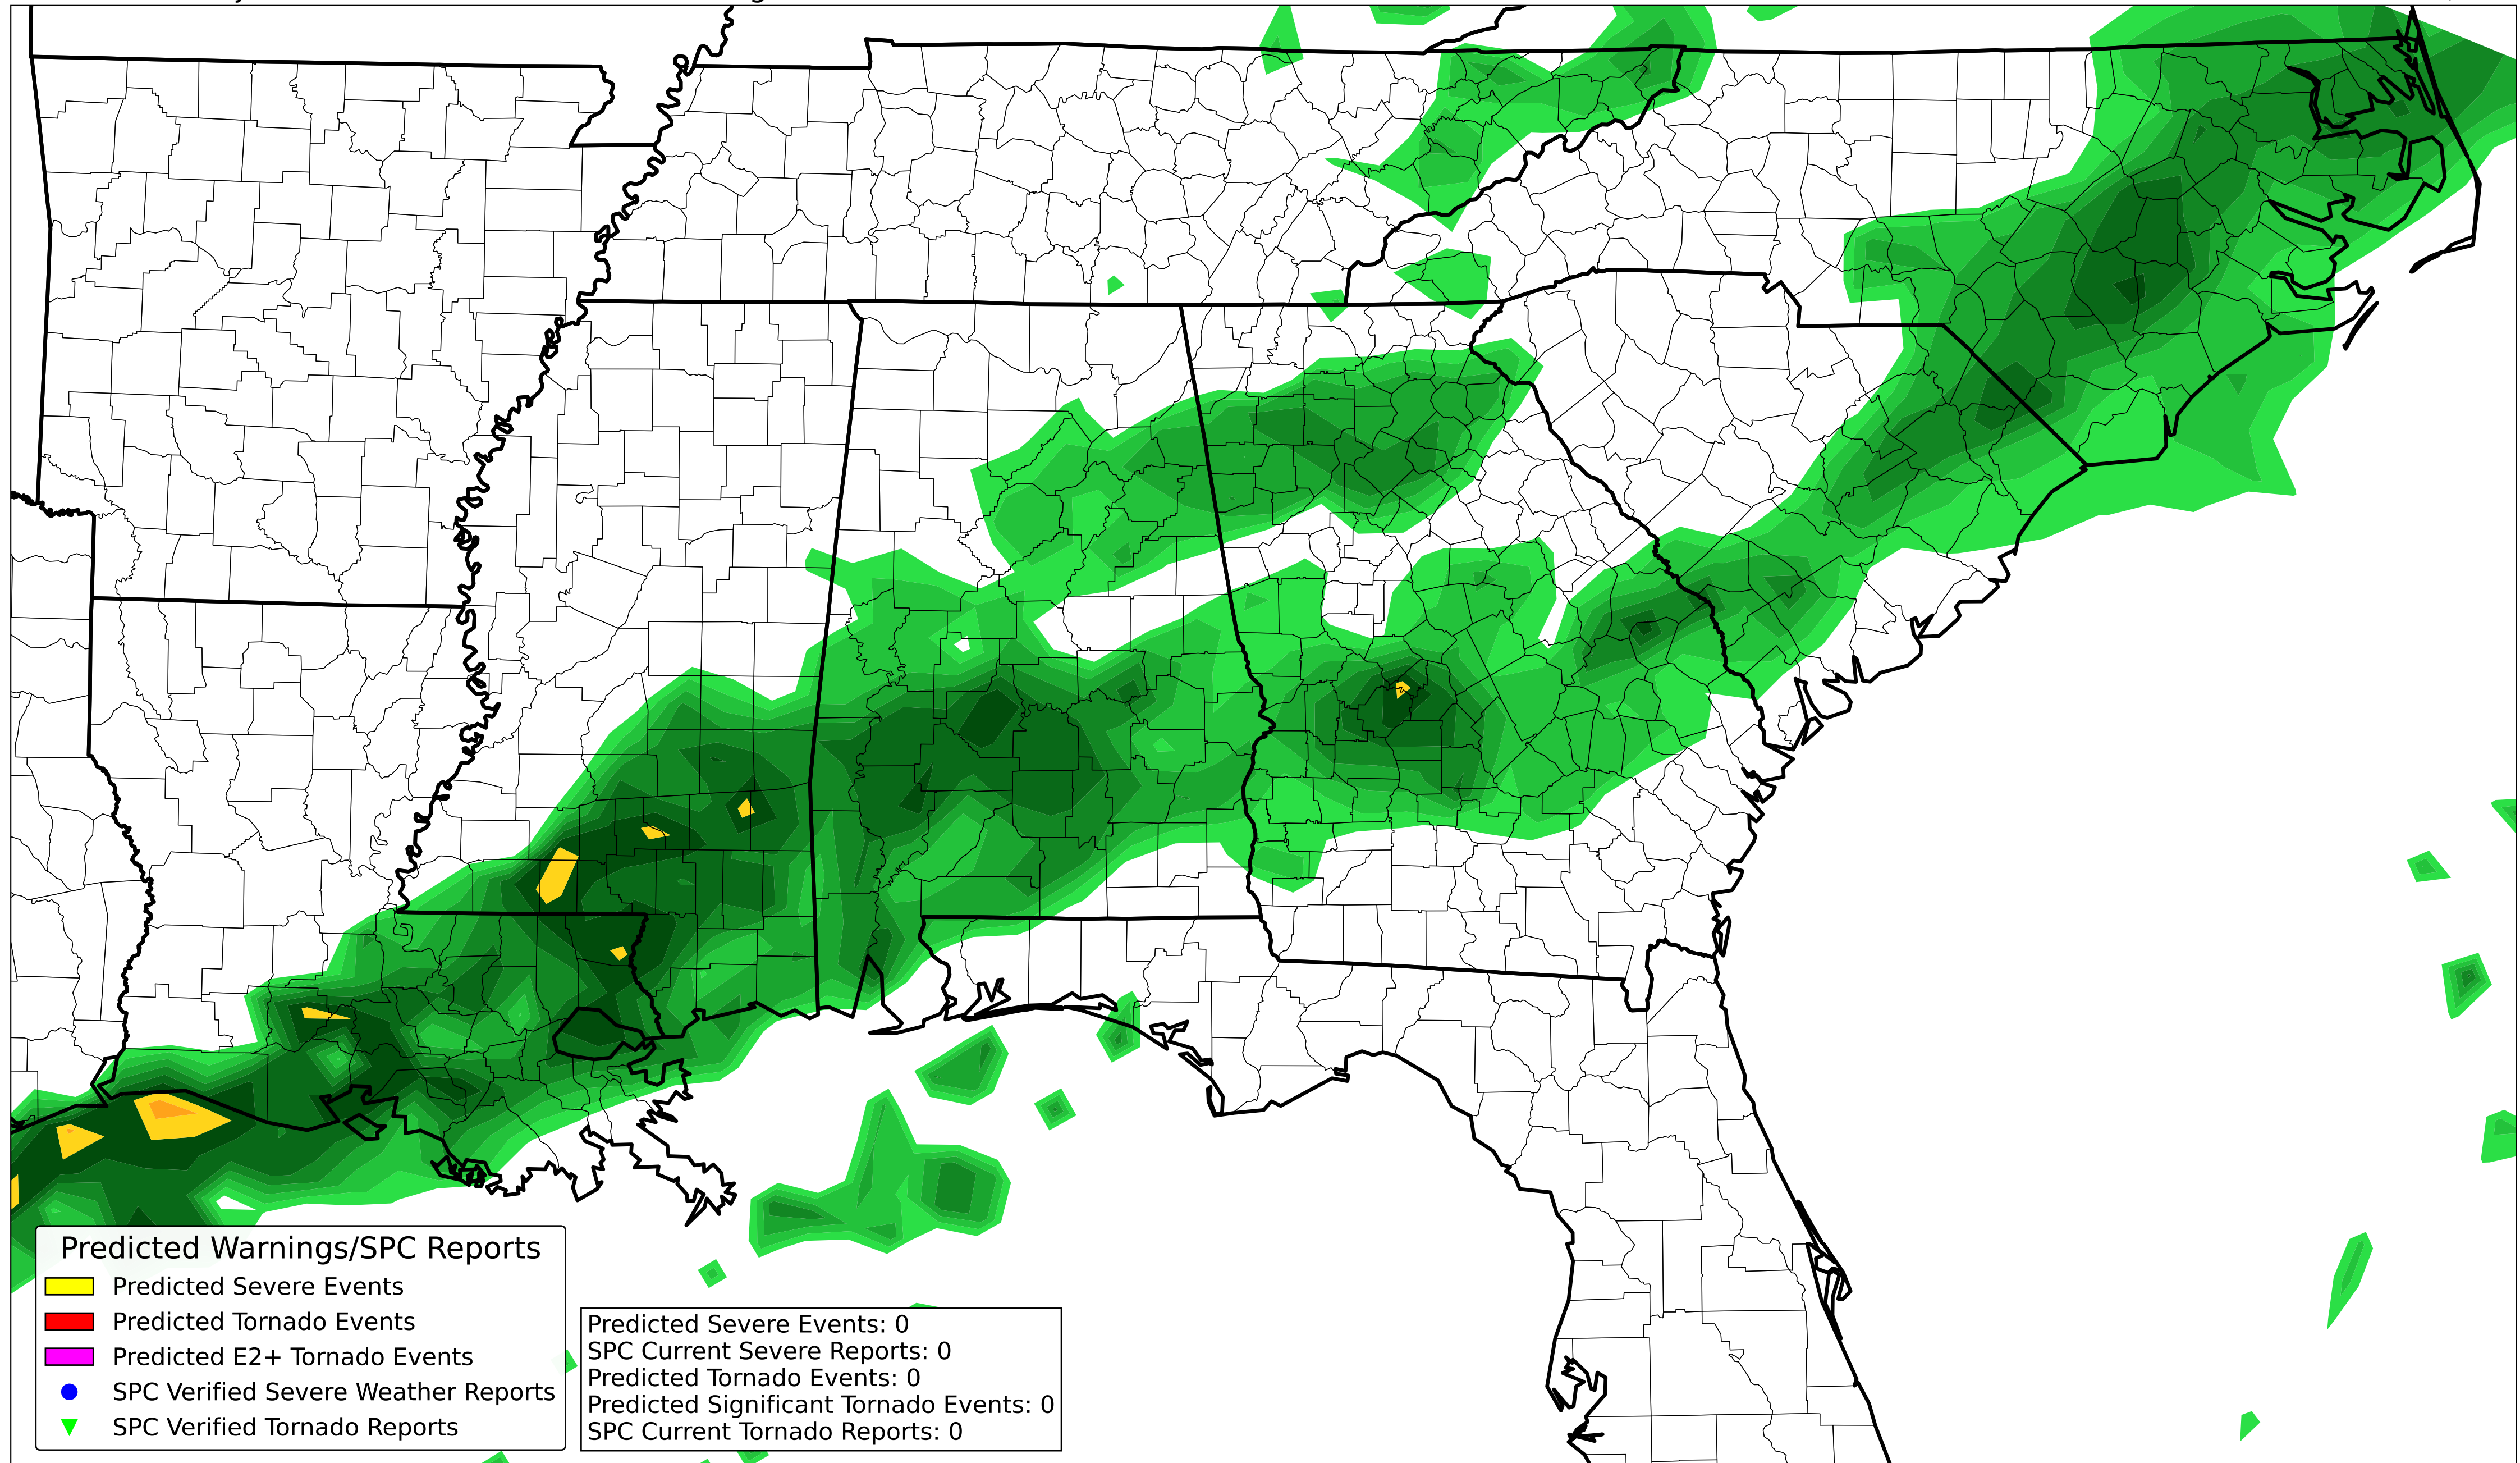 Predicted Warnings/SPC Reports
Predicted Severe Events
Predicted Tornado Events
Predicted E2+ Tornado Events
SPC Verified Severe Weather Reports
SPC Verified Tornado Reports
Predicted Severe Events: 0
SPC Current Severe Reports: 0
Predicted Tornado Events: 0
Predicted Significant Tornado Events: 0
SPC Current Tornado Reports: 0